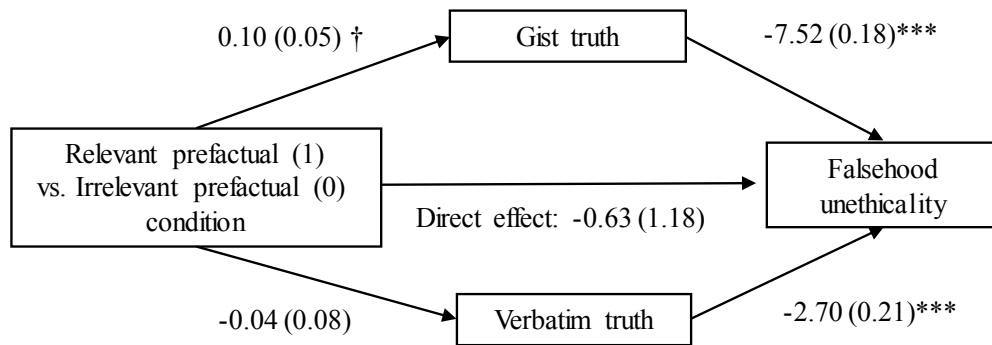 0.10 (0.05) †
Gist truth
-7.52 (0.18)***
Relevant prefactual (1)
vs. Irrelevant prefactual (0)
condition
Direct effect: -0.63 (1.18)
Falsehood
unethicality
-0.04 (0.08)
Verbatim truth
-2.70 (0.21)***